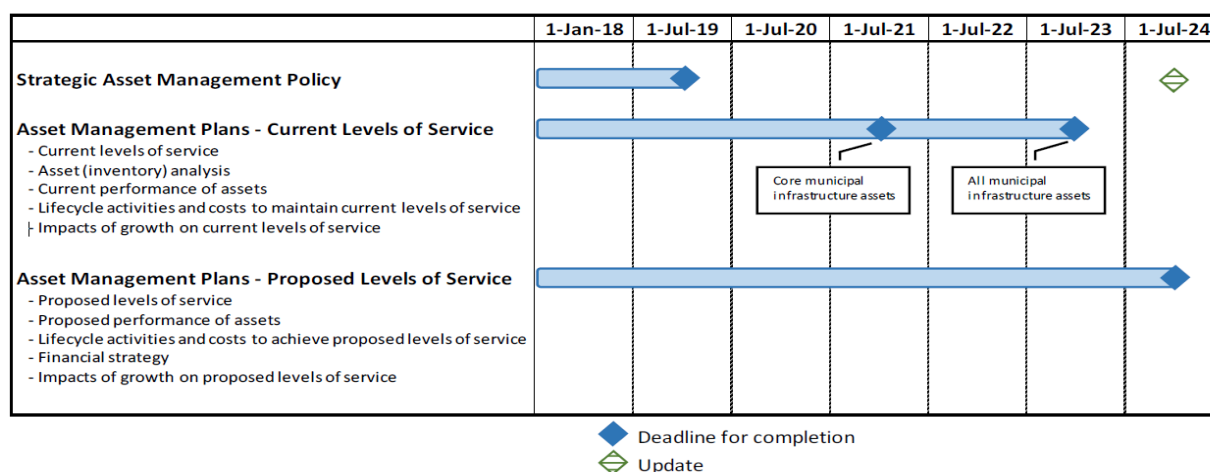 1-Jan-18 1-Jul-19 1-Jul-20 1-Jul-21 1-Jul-22 1-Jul-23 1-Jul-24
Strategic Asset Management Policy
Asset Management Plans - Current Levels of Service
- Current levels of service
- Asset (inventory) analysis
- Current performance of assets
- Lifecycle activities and costs to maintain current levels of service
- Impacts of growth on current levels of service
Core municipal
infrastructure assets
All municipal
infrastructure assets
Asset Management Plans - Proposed Levels of Service
- Proposed levels of service
- Proposed performance of assets
- Lifecycle activities and costs to achieve proposed levels of service
- Financial strategy
- Impacts of growth on proposed levels of service
Deadline for completion
Update